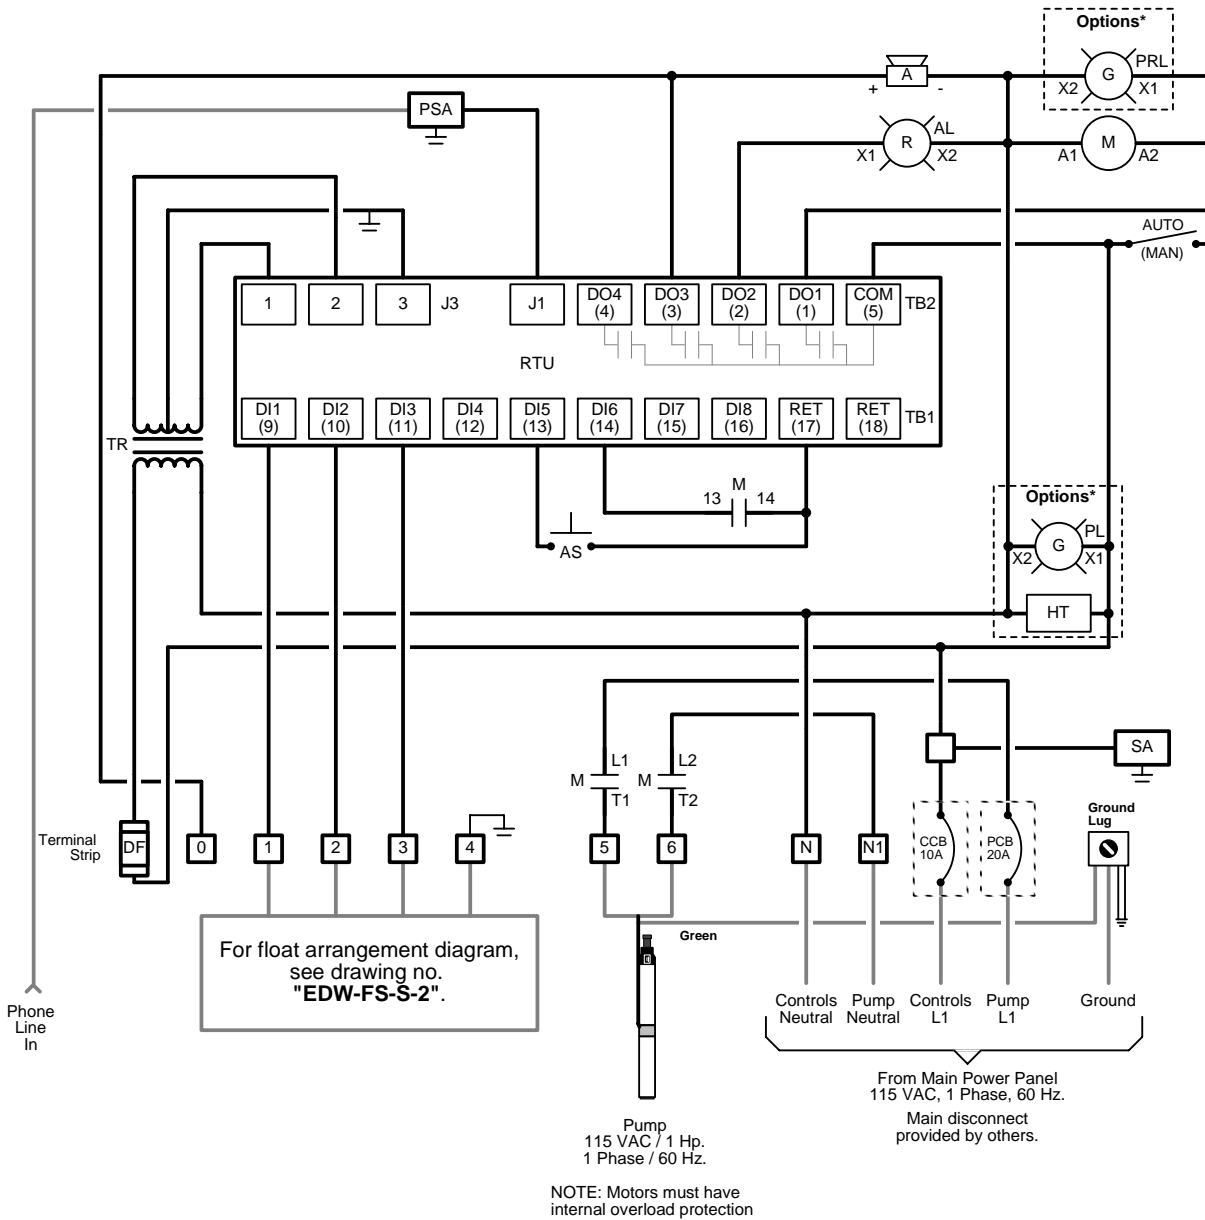 Options*
PRL
G
X2
X1
A
+
-
PSA
AL
R
X1
X2
M
A1
A2
AUTO
(MAN)
1
2
3
J3
J1
DO4
(4)
DO3
(3)
DO2
(2)
DO1
(1)
COM
(5)
TB2
RTU
DI1
(9)
DI2
(10)
DI3
(11)
DI4
(12)
DI5
(13)
DI6
(14)
DI7
(15)
DI8
(16)
RET
(17)
RET
(18)
TB1
TR
M
13
14
AS
Options*
PL
G
X2
X1
HT
SA
M
L1
T1
M
L2
T2
Ground
Lug
Terminal
Strip
DF
0
1
2
3
4
5
6
N
N1
CCB
10A
PCB
20A
Green
For float arrangement diagram,
see drawing no.
"EDW-FS-S-2".
Phone
Line
In
Controls
Neutral
Pump
Neutral
Controls
L1
Pump
L1
Ground
From Main Power Panel
115 VAC, 1 Phase, 60 Hz.
Main disconnect
provided by others.
Pump
115 VAC / 1 Hp.
1 Phase / 60 Hz.
NOTE: Motors must have
internal overload protection